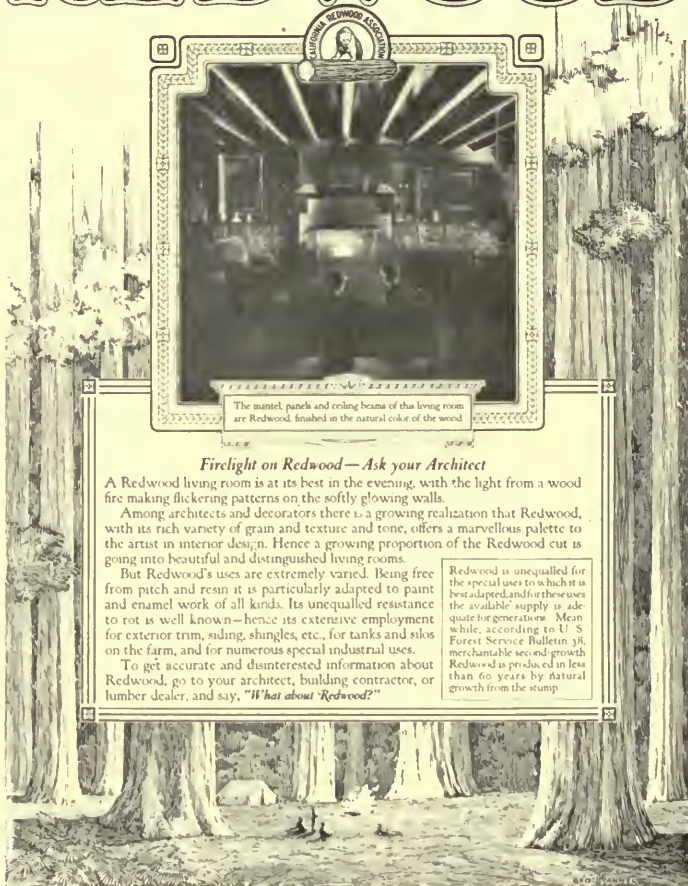 CALIFORNIA REDWOOD ASSOCIATION
The mantel, panels and ceiling beams of this living room
are Redwood, finished in the natural color of the wood
Firelight on Redwood—Ask your Architect
A Redwood living room is at its best in the evening, with the light from a wood
fire making flickering patterns on the softly glowing walls.
Among architects and decorators there is a growing realization that Redwood,
with its rich variety of grain and texture and tone, offers a marvellous palette to
the artist in interior design. Hence a growing proportion of the Redwood cut is
going into beautiful and distinguished living rooms.
But Redwood's uses are extremely varied. Being free
from pitch and resin it is particularly adapted to paint
and enamel work of all kinds. Its unequalled resistance
to rot is well known—hence its extensive employment
for exterior trim, siding, shingles, etc., for tanks and silos
on the farm, and for numerous special industrial uses.
To get accurate and disinterested information about
Redwood, go to your architect, building contractor, or
lumber dealer, and say, "What about Redwood?"
Redwood is unequalled for
the special uses to which it is
best adapted, and for these uses
the available supply is ade-
quate for generations Mean
while, according to U S
Forest Service Bulletin 38,
merchantable second-growth
Redwood is produced in less
than 60 years by natural
growth from the stump